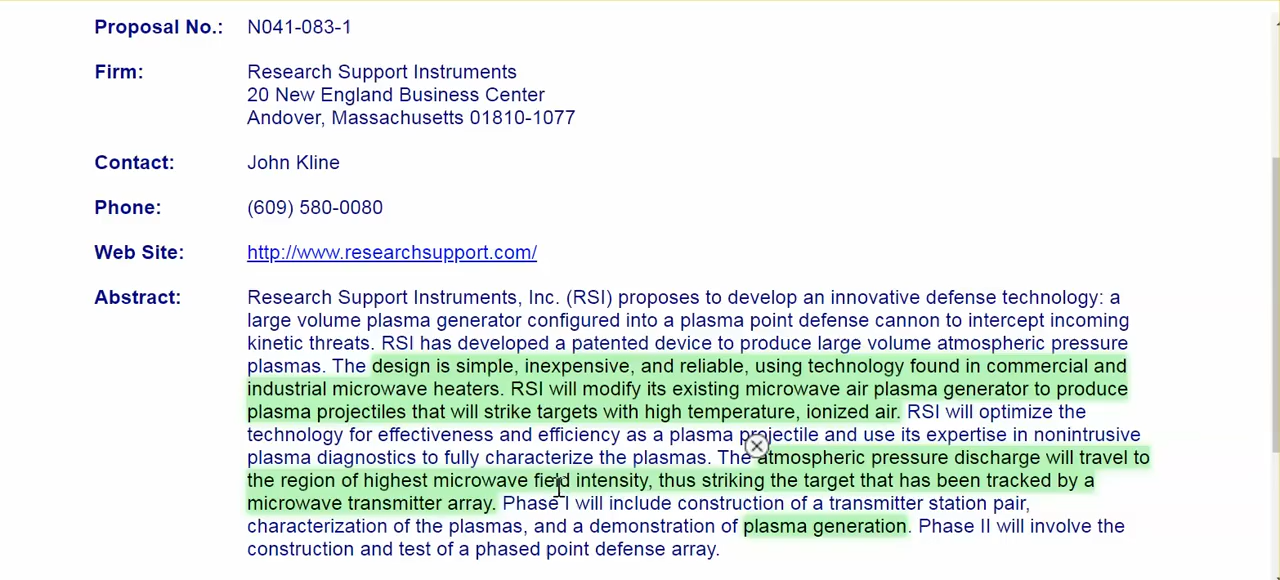 Proposal No.: N041-083-1
Firm: Research Support Instruments
20 New England Business Center
Andover, Massachusetts 01810-1077
Contact: John Kline
Phone: (609) 580-0080
Web Site: http://www.researchsupport.com/
Abstract: Research Support Instruments, Inc. (RSI) proposes to develop an innovative defense technology: a
large volume plasma generator configured into a plasma point defense cannon to intercept incoming
kinetic threats. RSI has developed a patented device to produce large volume atmospheric pressure
plasmas. The design is simple, inexpensive, and reliable, using technology found in commercial and
industrial microwave heaters. RSI will modify its existing microwave air plasma generator to produce
plasma projectiles that will strike targets with high temperature, ionized air. RSI will optimize the
technology for effectiveness and efficiency as a plasma projectile and use its expertise in nonintrusive
plasma diagnostics to fully characterize the plasmas. The atmospheric pressure discharge will travel to
the region of highest microwave field intensity, thus striking the target that has been tracked by a
microwave transmitter array. Phase I will include construction of a transmitter station pair,
characterization of the plasmas, and a demonstration of plasma generation. Phase II will involve the
construction and test of a phased point defense array.